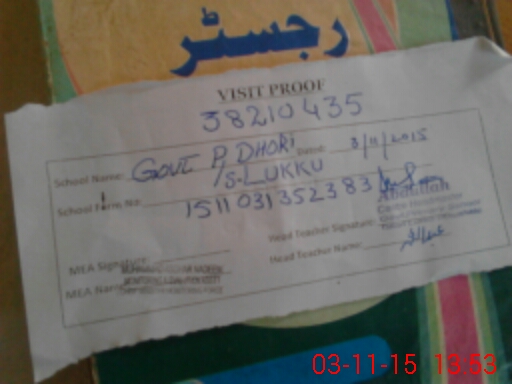 رجسٹر
VISIT PROOF
38210435
School Name: GOVT P/S DHORI LUKKU Date: 3/11/2015
School Form No: 1511031352383
Abdullah
MEA Signature: Head Teacher Signature:
MEA Name: Head Teacher Name:
03-11-15 13:53